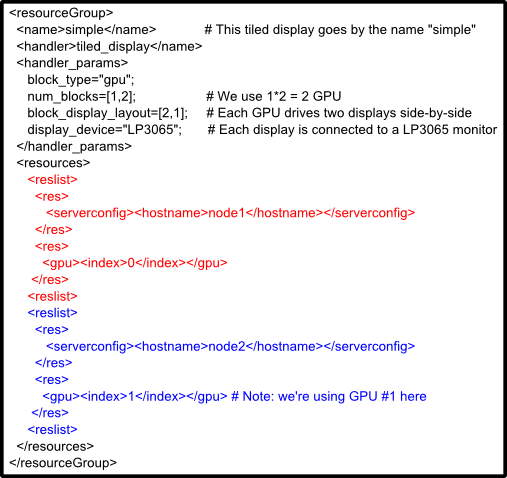 <resourceGroup>
<name>simple</name> # This tiled display goes by the name "simple"
<handler>tiled_display</name>
<handler_params>
block_type="gpu";
num_blocks=[1,2]; # We use 1*2 = 2 GPU
block_display_layout=[2,1]; # Each GPU drives two displays side-by-side
display_device="LP3065"; # Each display is connected to a LP3065 monitor
</handler_params>
<resources>
<reslist>
<res>
<serverconfig><hostname>node1</hostname></serverconfig>
</res>
<res>
<gpu><index>0</index></gpu>
</res>
<reslist>
<reslist>
<res>
<serverconfig><hostname>node2</hostname></serverconfig>
</res>
<res>
<gpu><index>1</index></gpu> # Note: we're using GPU #1 here
</res>
<reslist>
</resources>
</resourceGroup>